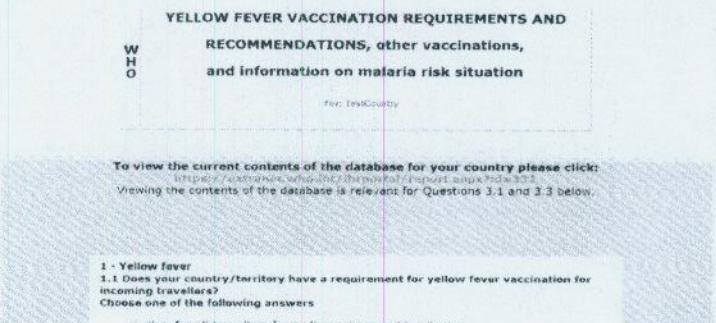 YELLOW FEVER VACCINATION REQUIREMENTS AND
RECOMMENDATIONS, other vaccinations,
WHO
and information on malaria risk situation
For: TestCountry
To view the current contents of the database for your country please click:
Viewing the contents of the database is relevant for Questions 3.1 and 3.3 below.
1 - Yellow fever
1.1 Does your country/territory have a requirement for yellow fever vaccination for
incoming travellers?
Choose one of the following answers